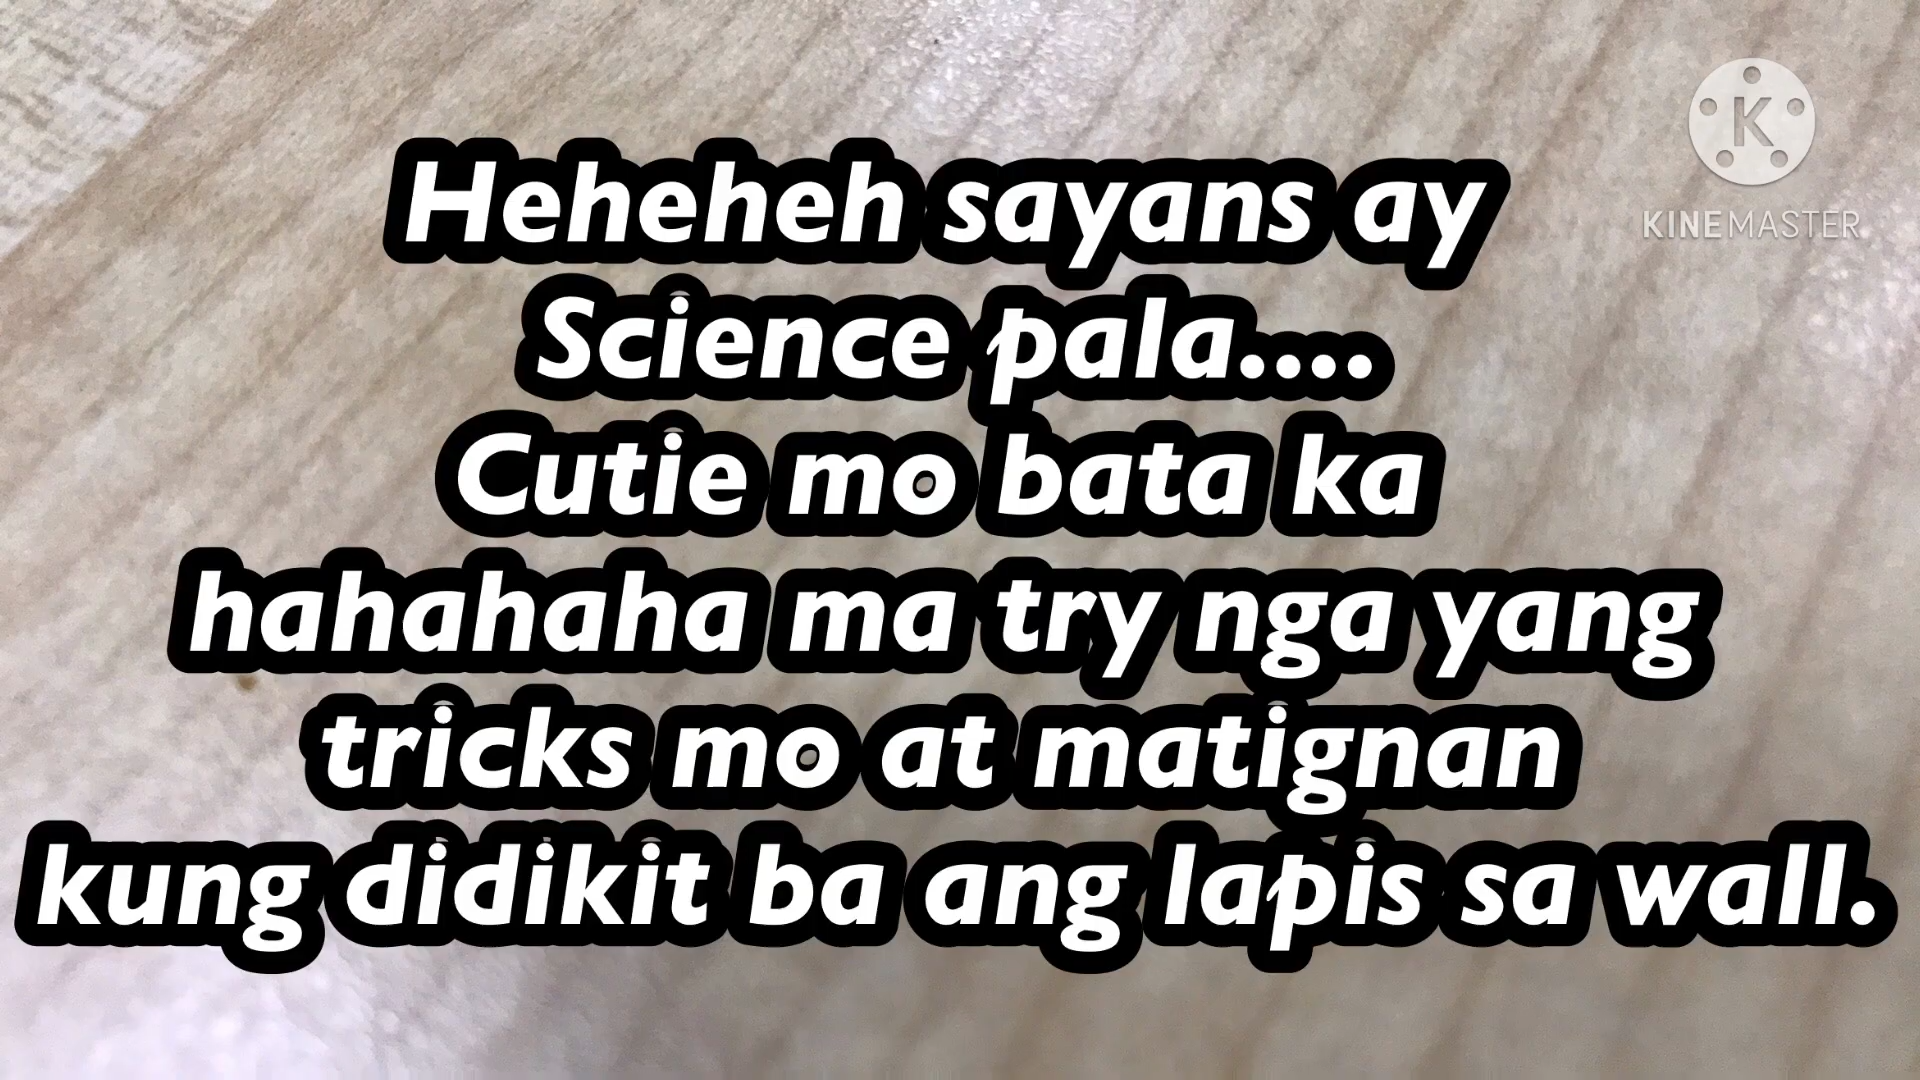 Heheheh sayans ay
Science pala....
Cutie mo bata ka
hahahaha ma try nga yang
tricks mo at matignan
kung didikit ba ang lapis sa wall.
K
KINEMASTER